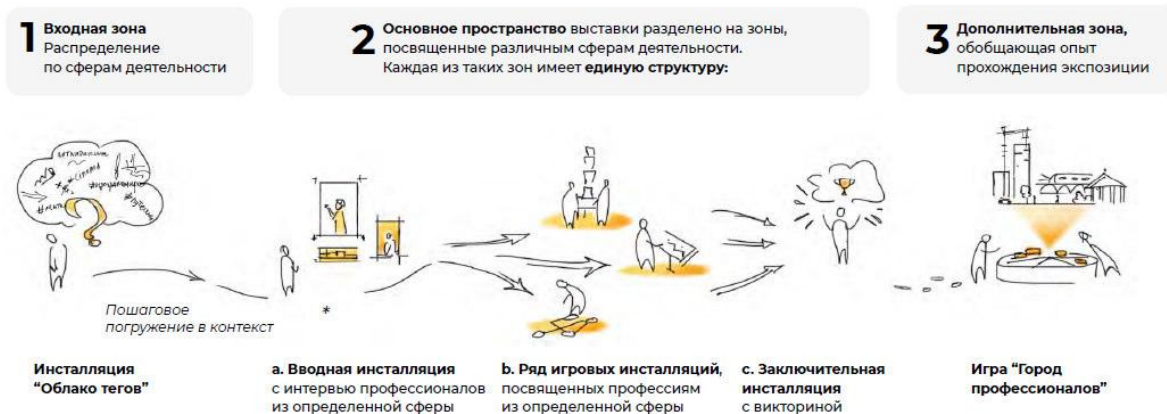 1 Входная зона
Распределение
по сферам деятельности
2 Основное пространство выставки разделено на зоны,
посвященные различным сферам деятельности.
Каждая из таких зон имеет единую структуру:
3 Дополнительная зона,
обобщающая опыт
прохождения экспозиции
Пошаговое
погружение в контекст
*
Инсталляция
“Облако тегов”
a. Вводная инсталляция
с интервью профессионалов
из определенной сферы
b. Ряд игровых инсталляций,
посвященных профессиям
из определенной сферы
c. Заключительная
инсталляция
с викториной
Игра “Город
профессионалов”